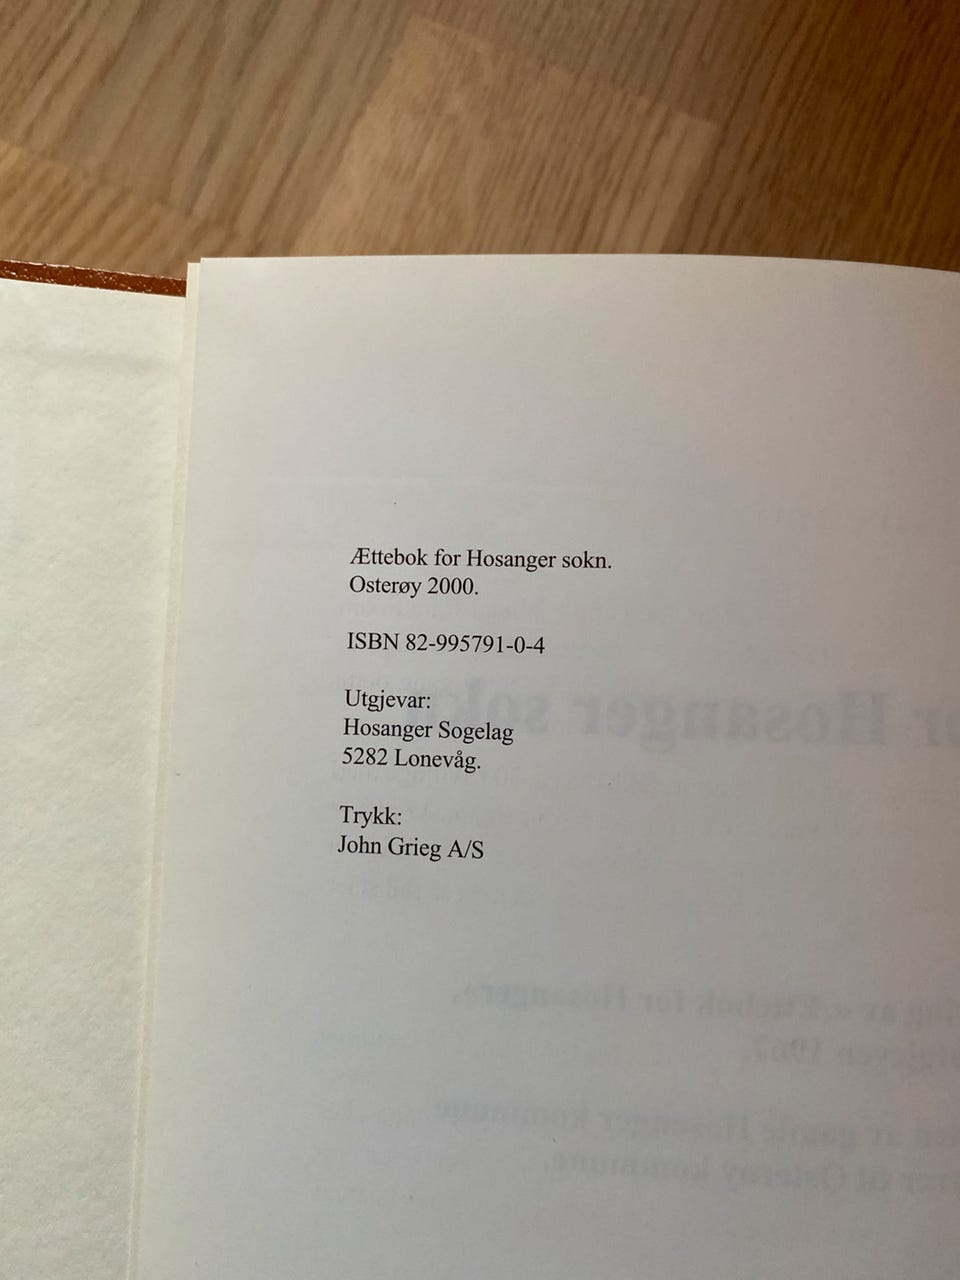 Ættebok for Hosanger sokn.
Osterøy 2000.
ISBN 82-995791-0-4
Utgjevar:
Hosanger Sogelag
5282 Lonevåg.
Trykk:
John Grieg A/S